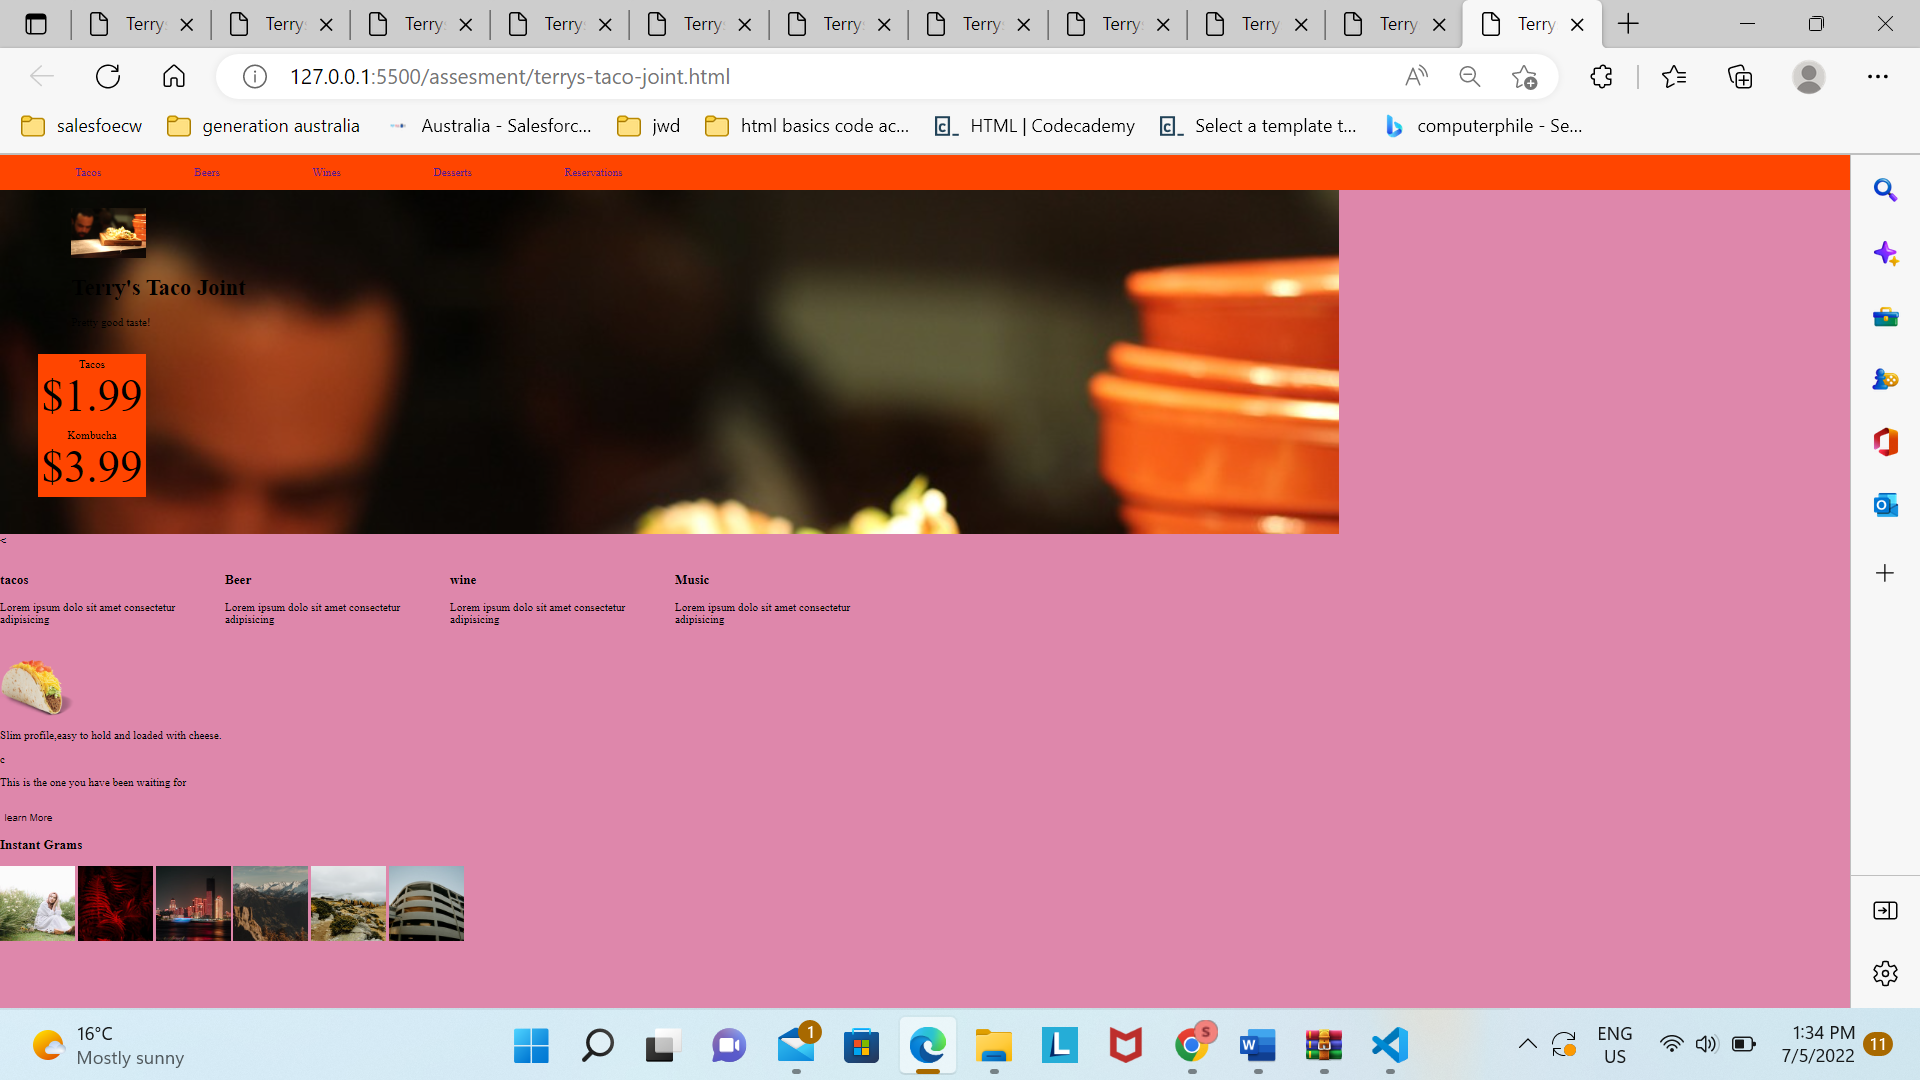 Terry Terry Terry Terry Terry Terry Terry Terry Terry Terry Terry
127.0.0.1:5500/assesment/terrys-taco-joint.html
salesfoecw generation australia Australia - Salesforc... jwd html basics code ac... HTML | Codecademy Select a template t... computerphile - Se...
Tacos Beers Wines Desserts Reservations
Terry's Taco Joint
Pretty good taste!
Tacos
$1.99
Kombucha
$3.99
<
tacos Beer wine Music
Lorem ipsum dolo sit amet consectetur Lorem ipsum dolo sit amet consectetur Lorem ipsum dolo sit amet consectetur Lorem ipsum dolo sit amet consectetur
adipisicing adipisicing adipisicing adipisicing
Slim profile,easy to hold and loaded with cheese.
c
This is the one you have been waiting for
learn More
Instant Grams
16°C
Mostly sunny
1
S
ENG
US
1:34 PM
7/5/2022
11